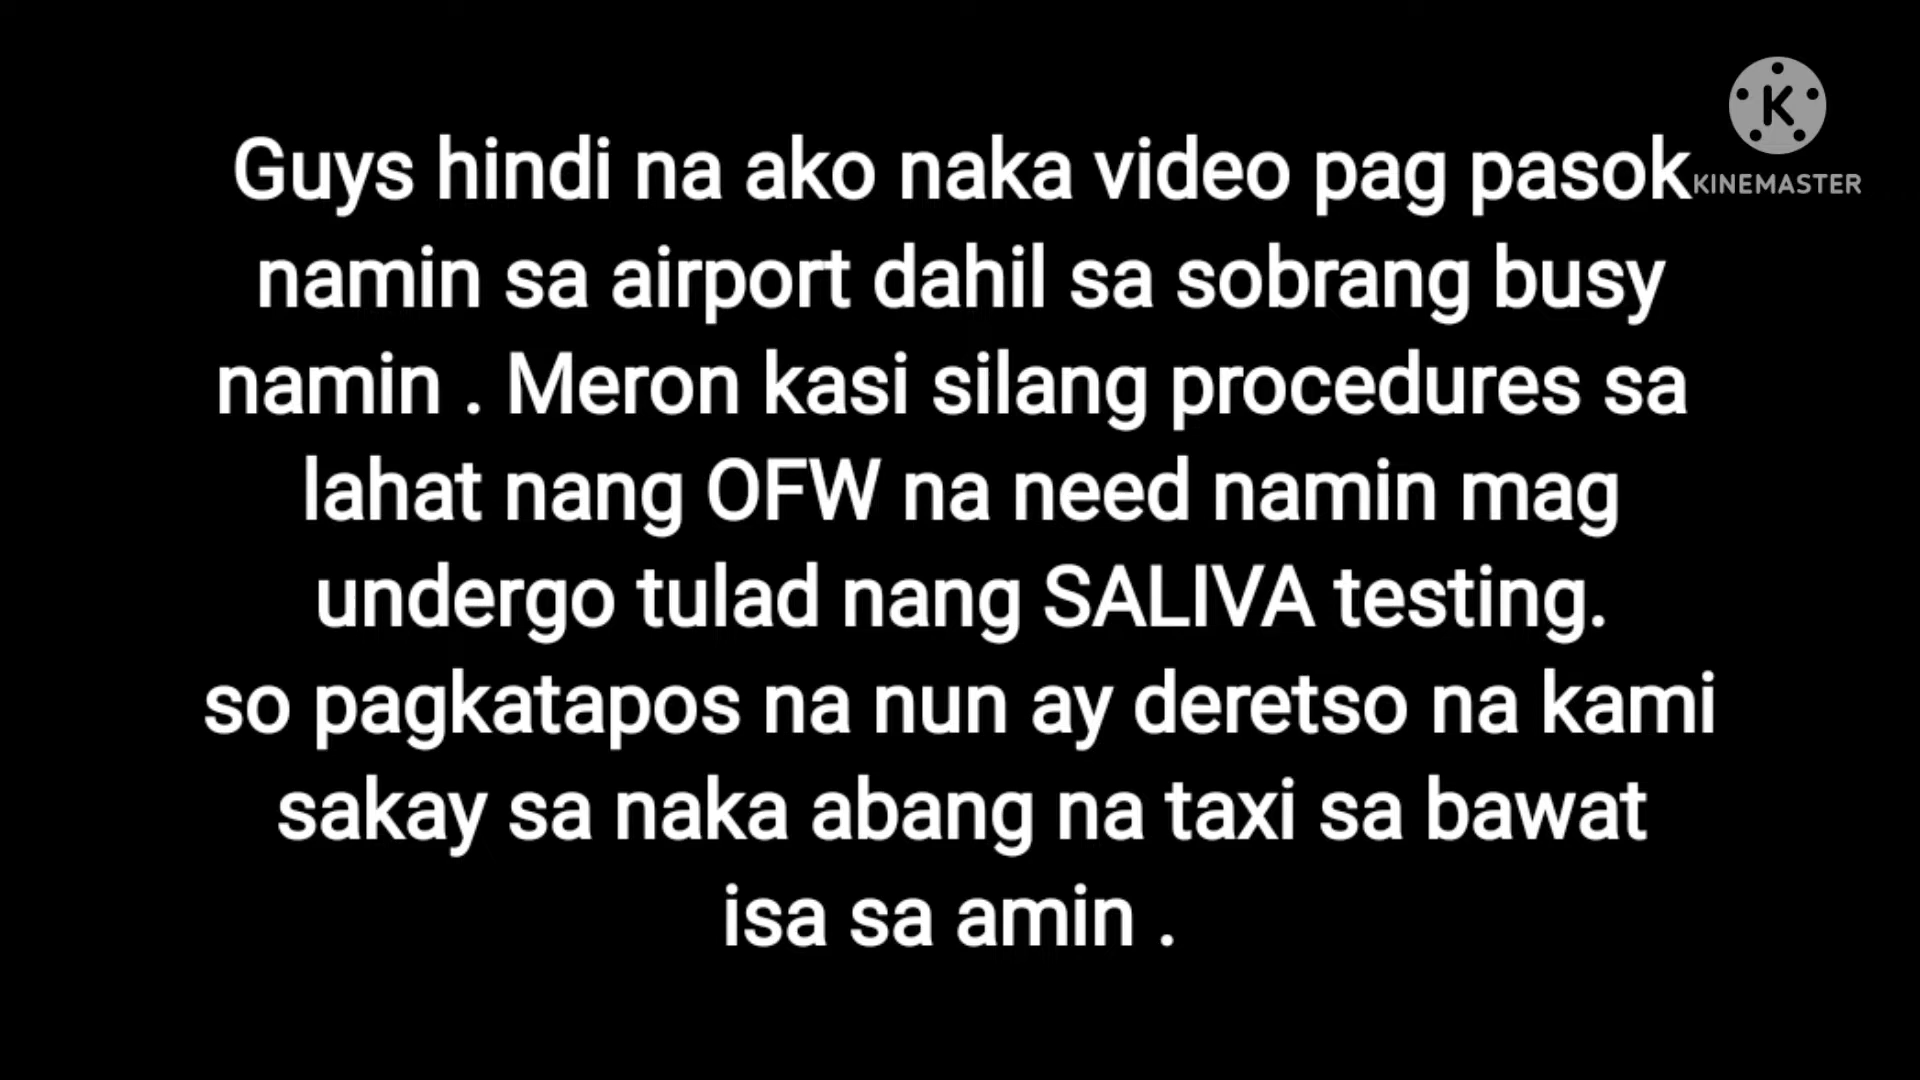 Guys hindi na ako naka video pag pasok
namin sa airport dahil sa sobrang busy
namin . Meron kasi silang procedures sa
lahat nang OFW na need namin mag
undergo tulad nang SALIVA testing.
so pagkatapos na nun ay deretso na kami
sakay sa naka abang na taxi sa bawat
isa sa amin .
K
KINEMASTER